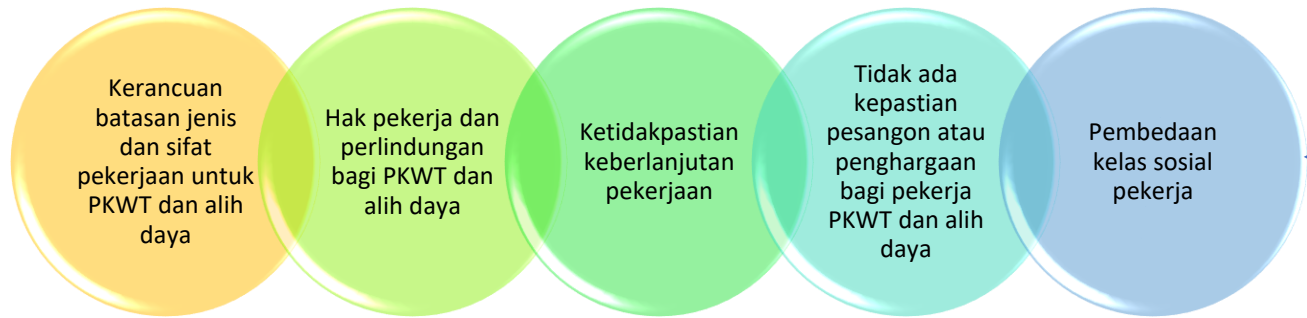 Kerancuan
batasan jenis
dan sifat
pekerjaan untuk
PKWT dan alih
daya
Hak pekerja dan
perlindungan
bagi PKWT dan
alih daya
Ketidakpastian
keberlanjutan
pekerjaan
Tidak ada
kepastian
pesangon atau
penghargaan
bagi pekerja
PKWT dan alih
daya
Pembedaan
kelas sosial
pekerja